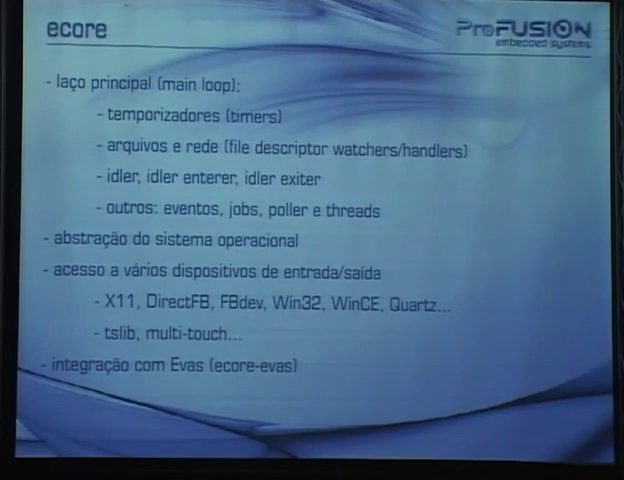 ecore
ProFUSION
embedded systems
- laço principal (main loop):
- temporizadores (timers)
- arquivos e rede (file descriptor watchers/handlers)
- idler, idler enterer, idler exiter
- outros: eventos, jobs, poller e threads
- abstração do sistema operacional
- acesso a vários dispositivos de entrada/saída
- X11, DirectFB, FBdev, Win32, WinCE, Quartz...
- tslib, multi-touch...
- integração com Evas (ecore-evas)